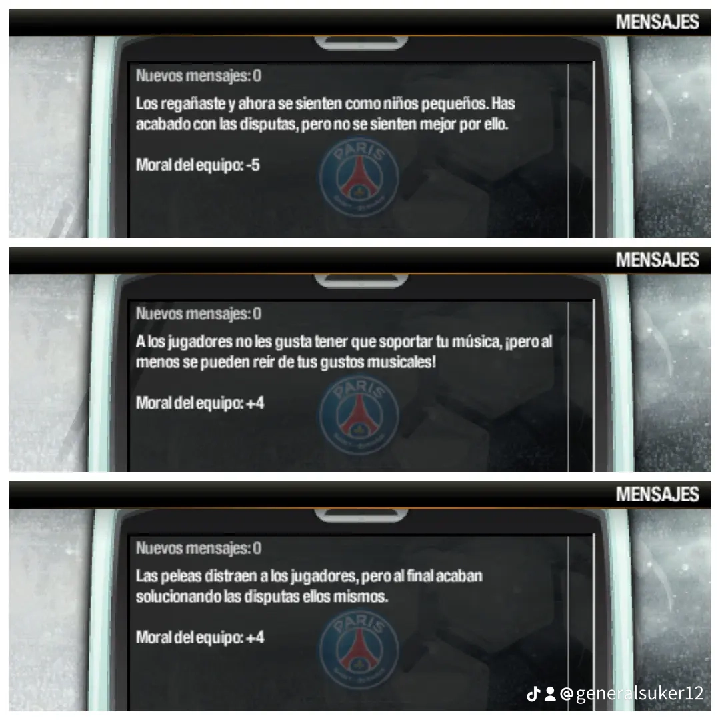 MENSAJES
Nuevos mensajes: 0
Los regañaste y ahora se sienten como niños pequeños. Has
acabado con las disputas, pero no se sienten mejor por ello.
Moral del equipo: -5
PARIS
MENSAJES
Nuevos mensajes: 0
A los jugadores no les gusta tener que soportar tu música, ¡pero al
menos se pueden reir de tus gustos musicales!
Moral del equipo: +4
PARIS
MENSAJES
Nuevos mensajes: 0
Las peleas distraen a los jugadores, pero al final acaban
solucionando las disputas ellos mismos.
Moral del equipo: +4
PARIS
@generalsuker12